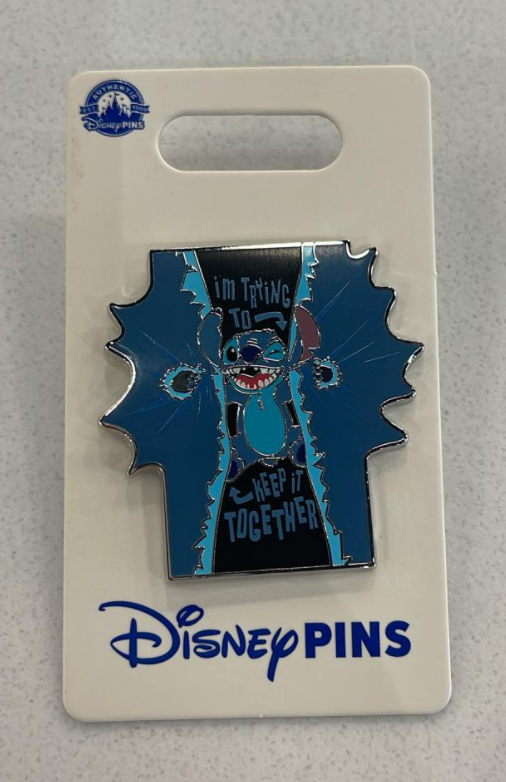 AUTHENTIC
DISNEY PINS
I'M TRYING
TO
KEEP IT
TOGETHER
DISNEY PINS